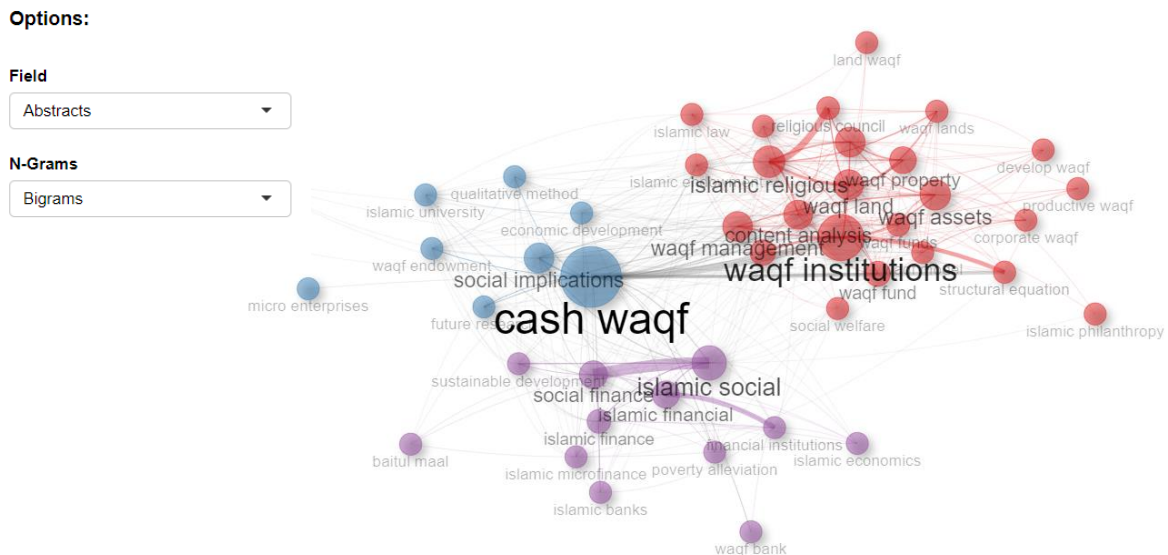 Options:
Field
Abstracts
N-Grams
Bigrams
land waqf
religious council
waqf lands
islamic law
develop waqf
islamic religious
waqf property
productive waqf
qualitative method
waqf land
waqf assets
islamic university
corporate waqf
economic development
content analysis
waqf management
waqf funds
waqf endowment
social implications
waqf institutions
structural equation
micro enterprises
waqf fund
future research
cash waqf
social welfare
islamic philanthropy
sustainable development
islamic social
social finance
islamic financial
islamic finance
financial institutions
baitul maal
islamic microfinance
poverty alleviation
islamic economics
islamic banks
waqf bank